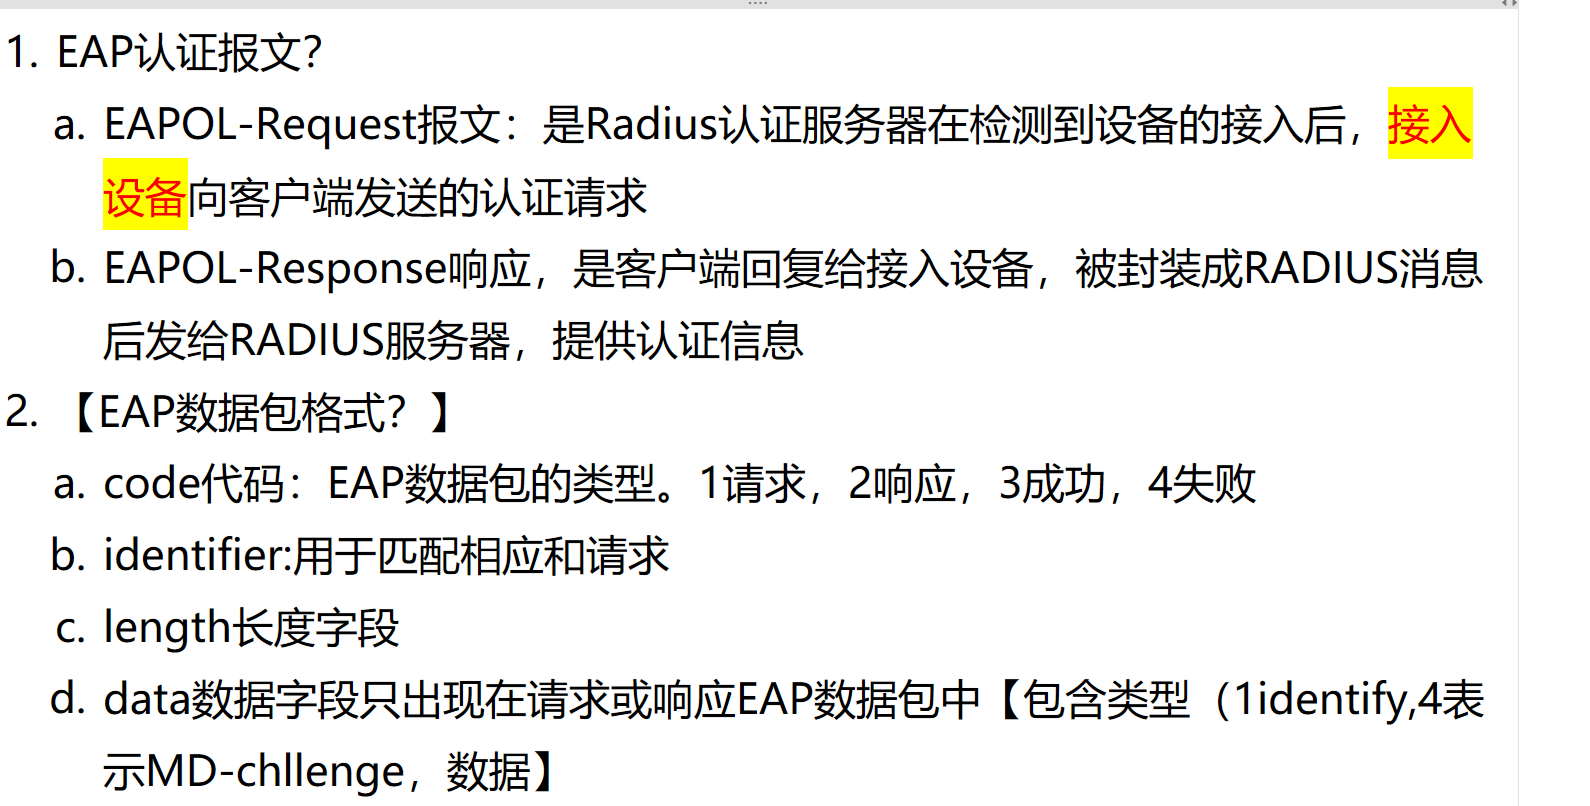 1. EAP认证报文？
a. EAPOL-Request报文：是Radius认证服务器在检测到设备的接入后，接入
设备向客户端发送的认证请求
b. EAPOL-Response响应，是客户端回复给接入设备，被封装成RADIUS消息
后发给RADIUS服务器，提供认证信息
2. 【EAP数据包格式？】
a. code代码：EAP数据包的类型。1请求，2响应，3成功，4失败
b. identifier:用于匹配相应和请求
c. length长度字段
d. data数据字段只出现在请求或响应EAP数据包中【包含类型（1identify,4表
示MD-chllenge，数据】